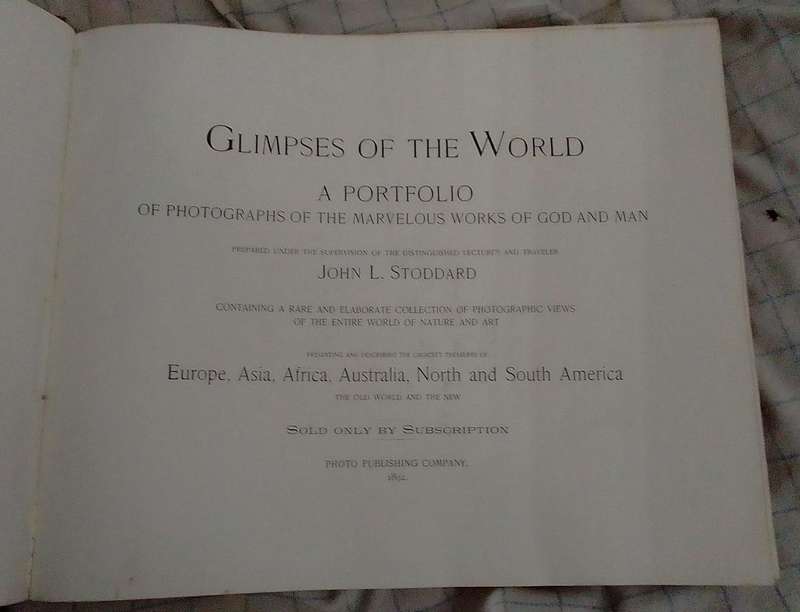 GLIMPSES OF THE WORLD
A PORTFOLIO
OF PHOTOGRAPHS OF THE MARVELOUS WORKS OF GOD AND MAN
PREPARED UNDER THE SUPERVISION OF THE DISTINGUISHED LECTURER AND TRAVELER
JOHN L. STODDARD
CONTAINING A RARE AND ELABORATE COLLECTION OF PHOTOGRAPHIC VIEWS
OF THE ENTIRE WORLD OF NATURE AND ART
PRESENTING AND DESCRIBING THE CHOICEST TREASURES OF
Europe, Asia, Africa, Australia, North and South America
THE OLD WORLD AND THE NEW
SOLD ONLY BY SUBSCRIPTION
PHOTO PUBLISHING COMPANY.
1892.